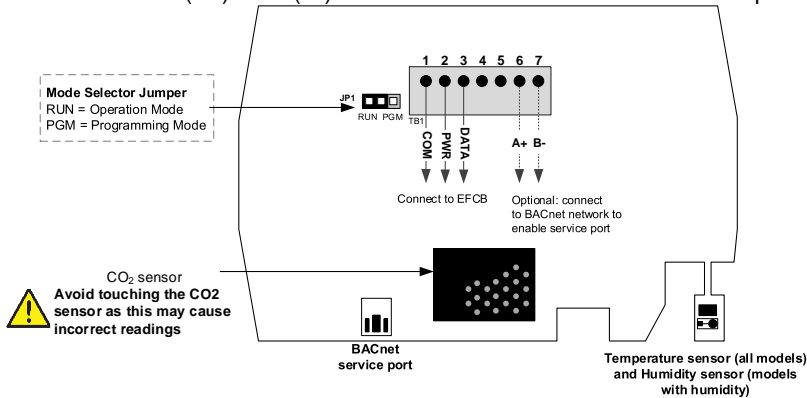 1 2 3 4 5 6 7
Mode Selector Jumper
RUN = Operation Mode
PGM = Programming Mode
JP1
RUN PGM
TB1
COM
PWR
DATA
A+ B-
Connect to EFCB
Optional: connect
to BACnet network to
enable service port
CO2 sensor
Avoid touching the CO2
sensor as this may cause
incorrect readings
BACnet
service port
Temperature sensor (all models)
and Humidity sensor (models
with humidity)